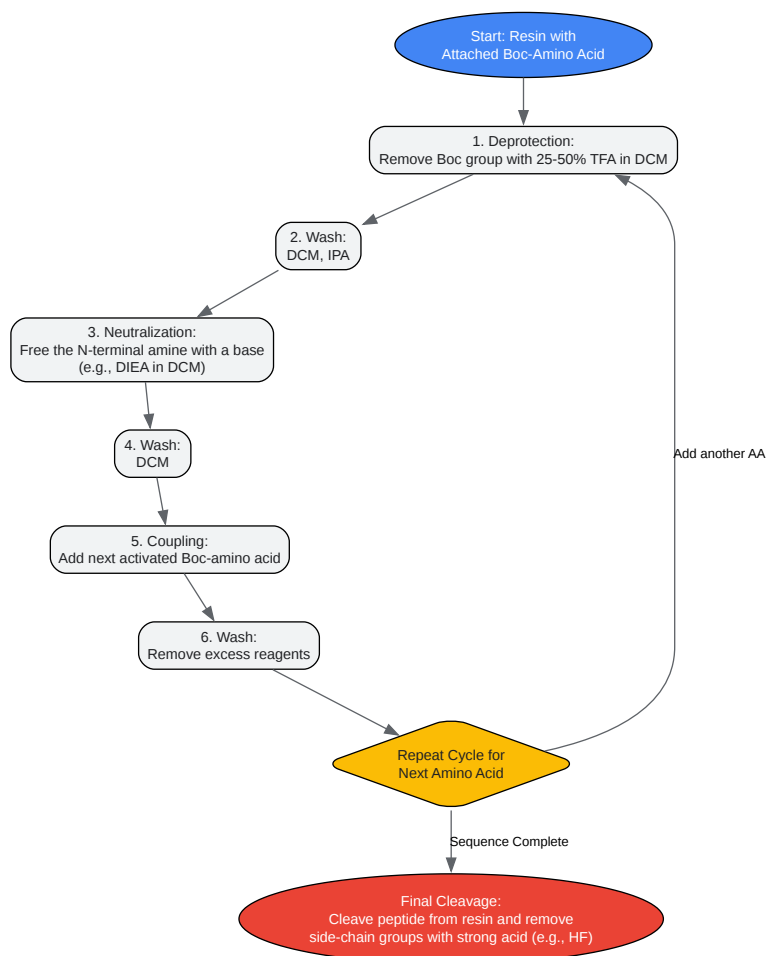 Start: Resin with
Attached Boc-Amino Acid
1. Deprotection:
Remove Boc group with 25-50% TFA in DCM
2. Wash:
DCM, IPA
3. Neutralization:
Free the N-terminal amine with a base
(e.g., DIEA in DCM)
4. Wash:
DCM
Add another AA
5. Coupling:
Add next activated Boc-amino acid
6. Wash:
Remove excess reagents
Repeat Cycle for
Next Amino Acid
Sequence Complete
Final Cleavage:
Cleave peptide from resin and remove
side-chain groups with strong acid (e.g., HF)